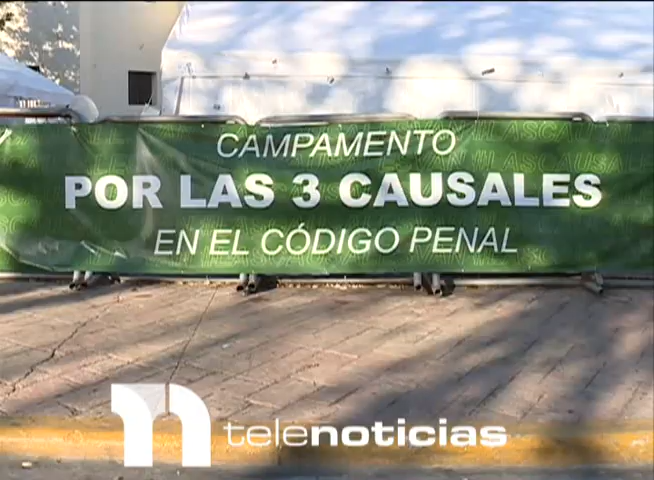 CAMPAMENTO
POR LAS 3 CAUSALES
EN EL CÓDIGO PENAL
telenoticias